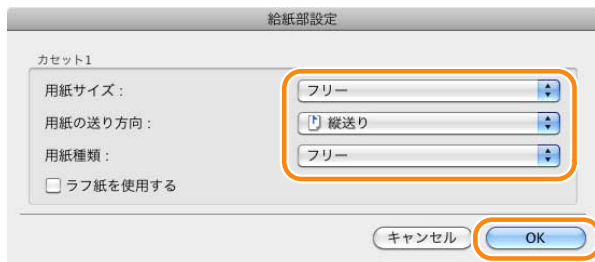 給紙部設定
カセット1
用紙サイズ： フリー
用紙の送り方向： 縦送り
用紙種類： フリー
ラフ紙を使用する
キャンセル OK